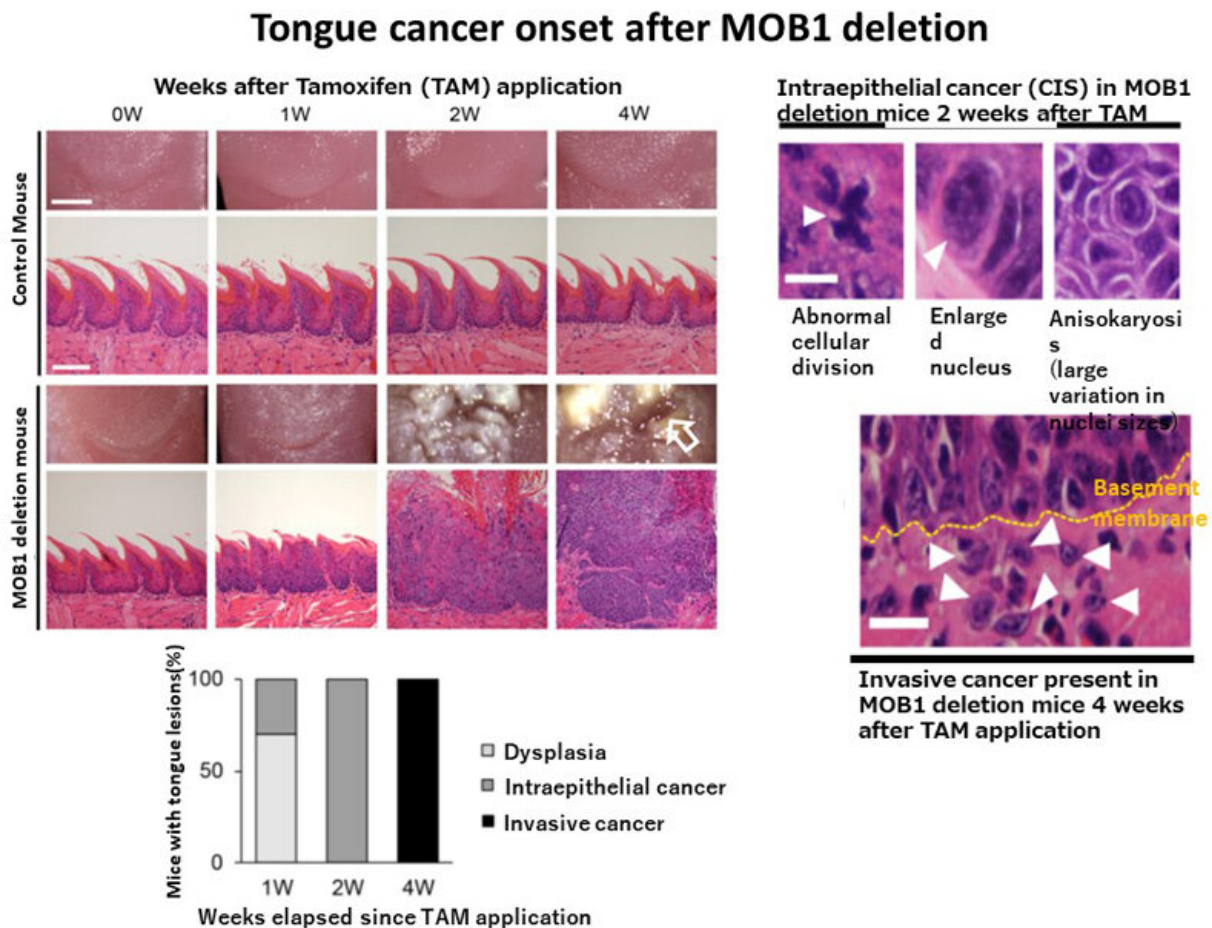 Tongue cancer onset after MOB1 deletion
Weeks after Tamoxifen (TAM) application
0W 1W 2W 4W
Control Mouse
MOB1 deletion mouse
Intraepithelial cancer (CIS) in MOB1
deletion mice 2 weeks after TAM
Abnormal
cellular
division
Enlarge
d
nucleus
Anisokaryosi
s
(large
variation in
nuclei sizes)
Basement
membrane
Invasive cancer present in
MOB1 deletion mice 4 weeks
after TAM application
Mice with tongue lesions(%)
100
50
0
1W 2W 4W
Weeks elapsed since TAM application
Dysplasia
Intraepithelial cancer
Invasive cancer